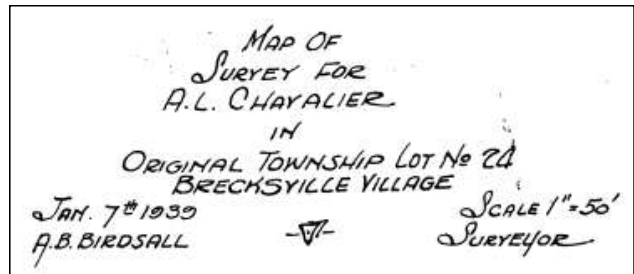 MAP OF
SURVEY FOR
A.L. CHAVALIER
IN
ORIGINAL TOWNSHIP LOT No 24
BRECKSVILLE VILLAGE
JAN. 7th 1939
SCALE 1"=50'
A.B. BIRDSALL
SURVEYOR